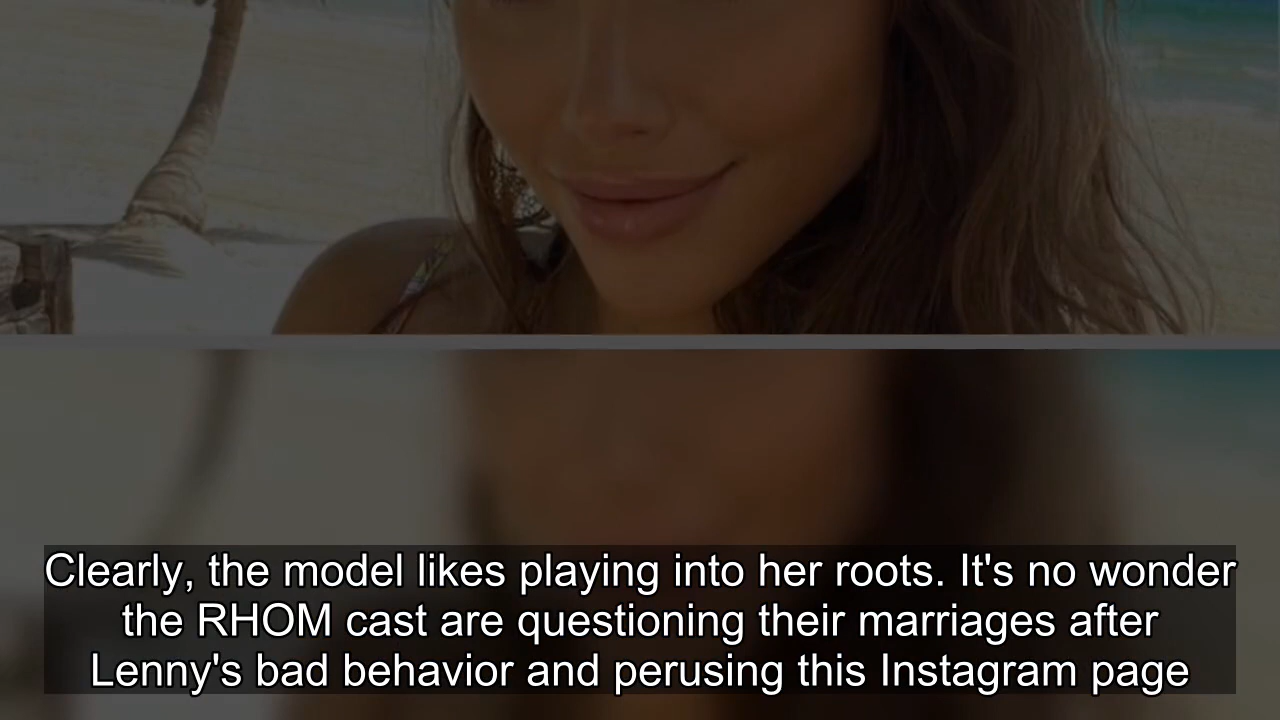 Clearly, the model likes playing into her roots. It's no wonder
the RHOM cast are questioning their marriages after
Lenny's bad behavior and perusing this Instagram page